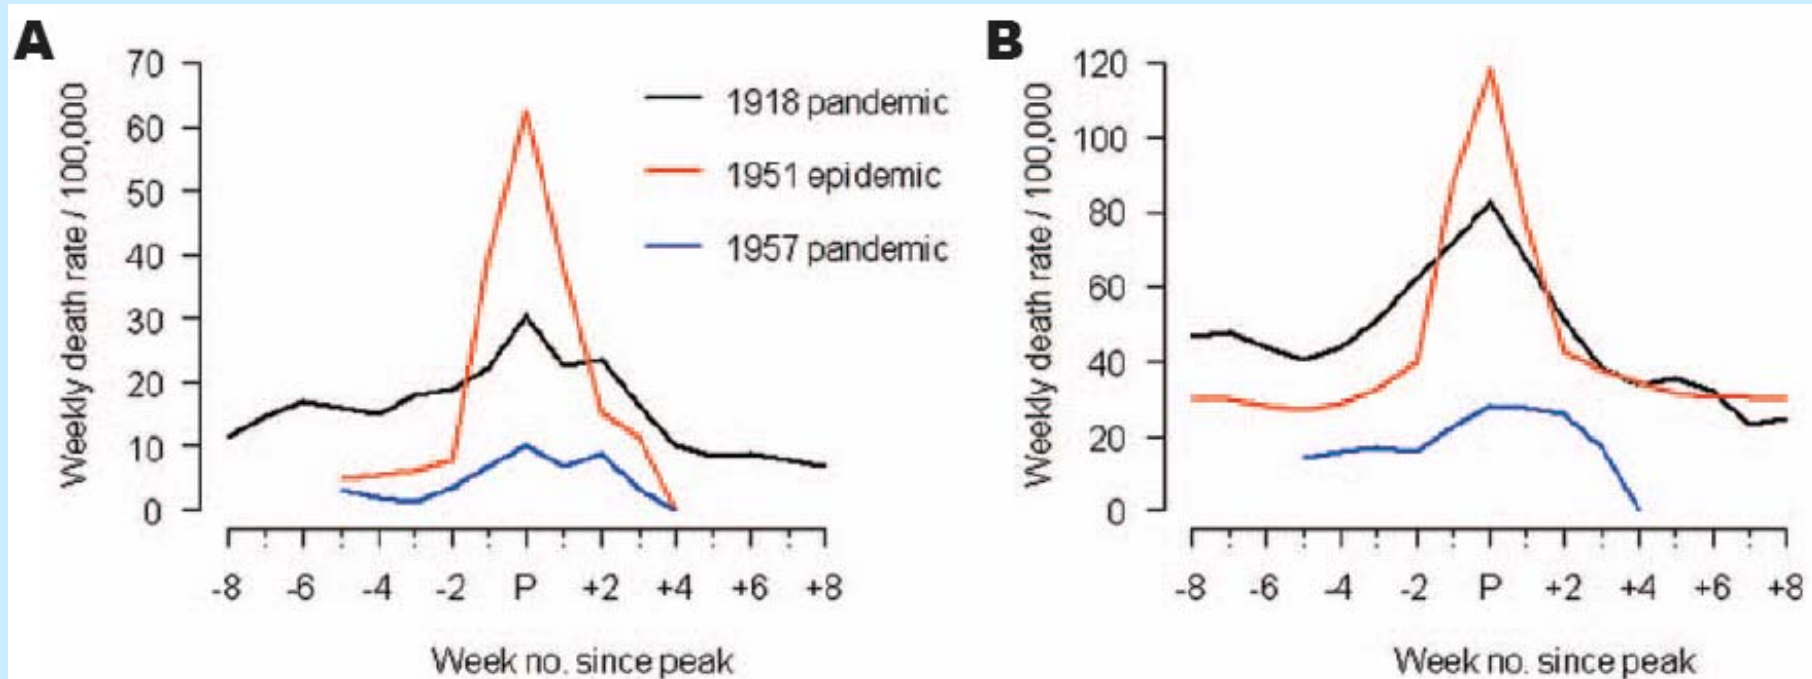 A
Weekly death rate / 100,000
70
60
50
40
30
20
10
0
-8 -6 -4 -2 P +2 +4 +6 +8
Week no. since peak
1918 pandemic
1951 epidemic
1957 pandemic
B
Weekly death rate / 100,000
120
100
80
60
40
20
0
-8 -6 -4 -2 P +2 +4 +6 +8
Week no. since peak